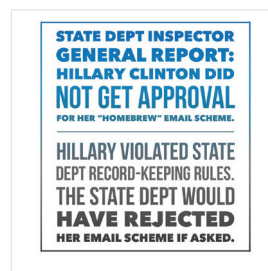 STATE DEPT INSPECTOR
GENERAL REPORT:
HILLARY CLINTON DID
NOT GET APPROVAL
FOR HER "HOMEBREW" EMAIL SCHEME.
HILLARY VIOLATED STATE
DEPT RECORD-KEEPING RULES.
THE STATE DEPT WOULD
HAVE REJECTED
HER EMAIL SCHEME IF ASKED.